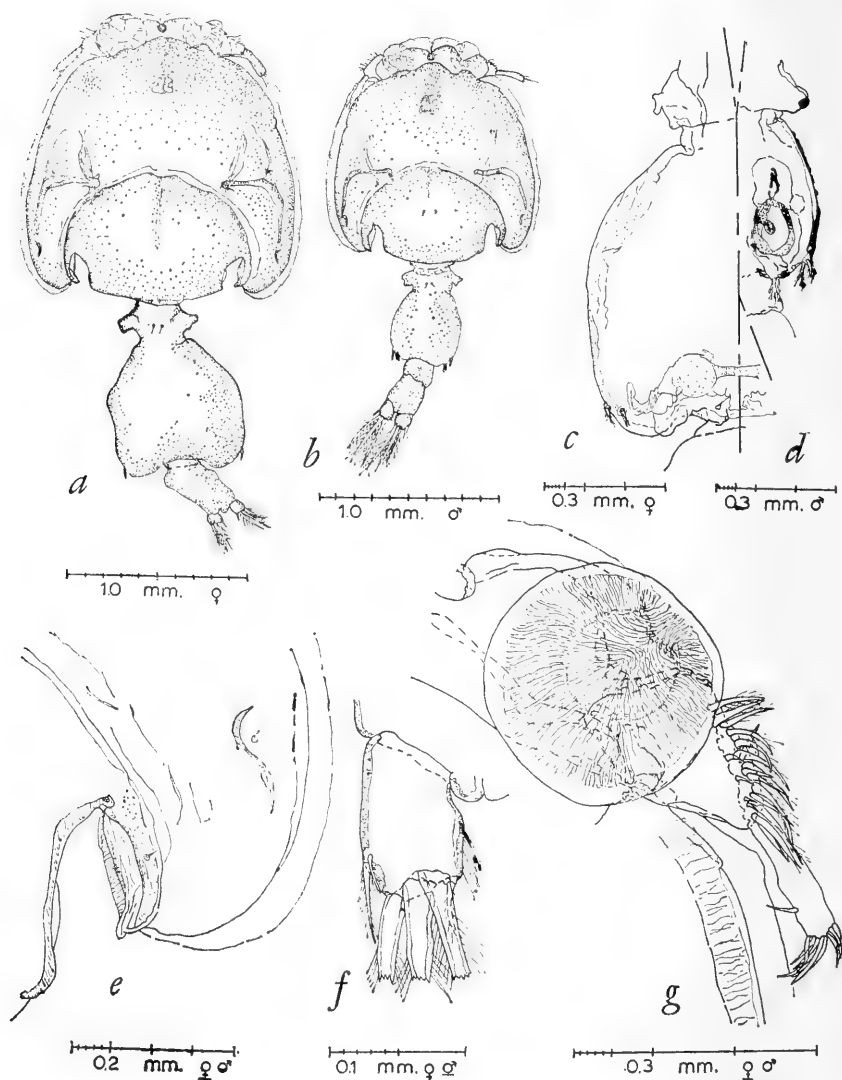 a
b
c
d
1.0 mm. ♀
1.0 mm. ♂
0.3 mm. ♀
0.3 mm. ♂
♂
e
f
g
0.2 mm. ♀ ♂
0.1 mm. ♀ ♂
0.3 mm. ♀ ♂